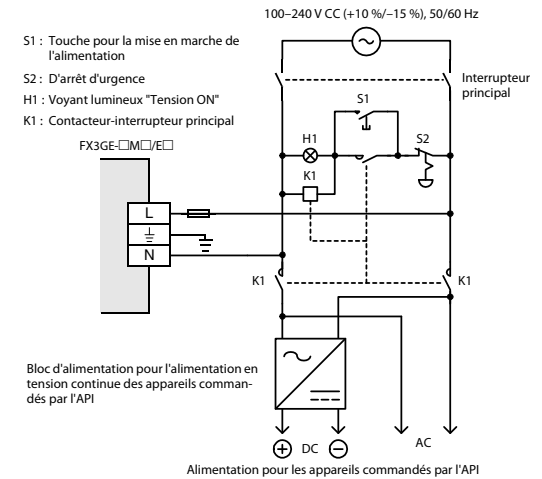 100–240 V CC (+10 %/–15 %), 50/60 Hz
S1 : Touche pour la mise en marche de
l'alimentation
S2 : D'arrêt d'urgence
H1 : Voyant lumineux "Tension ON"
K1 : Contacteur-interrupteur principal
FX3GE-□M□/E□
Interrupteur
principal
S1
H1
S2
K1
L
N
K1
K1
Bloc d'alimentation pour l'alimentation en
tension continue des appareils comman-
dés par l'API
+ DC –
AC
Alimentation pour les appareils commandés par l'API